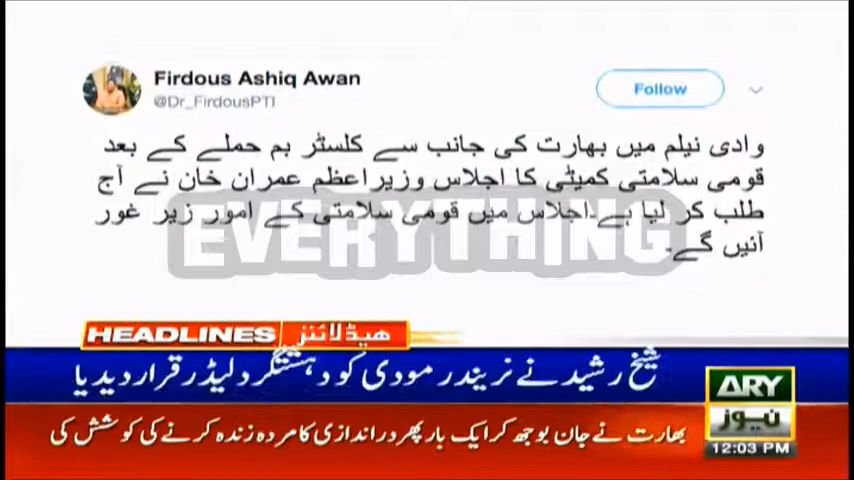 Firdous Ashiq Awan
@Dr_FirdousPTI
Follow
وادی نیلم میں بھارت کی جانب سے کلسٹر بم حملے کے بعد
قومی سلامتی کمیٹی کا اجلاس وزیراعظم عمران خان نے آج
طلب کر لیا ہے۔اجلاس میں قومی سلامتی کے امور زیر غور
آئیں گے۔
EVERYTHING
HEADLINES ھیڈلائنز
شیخ رشید نے نریندر مودی کو دہشتگرد لیڈر قرار دیدیا
بھارت نے جان بوجھ کر ایک بار پھر دراندازی کا مردہ زندہ کرنے کی کوشش کی
ARY
نیوز
12:03 PM